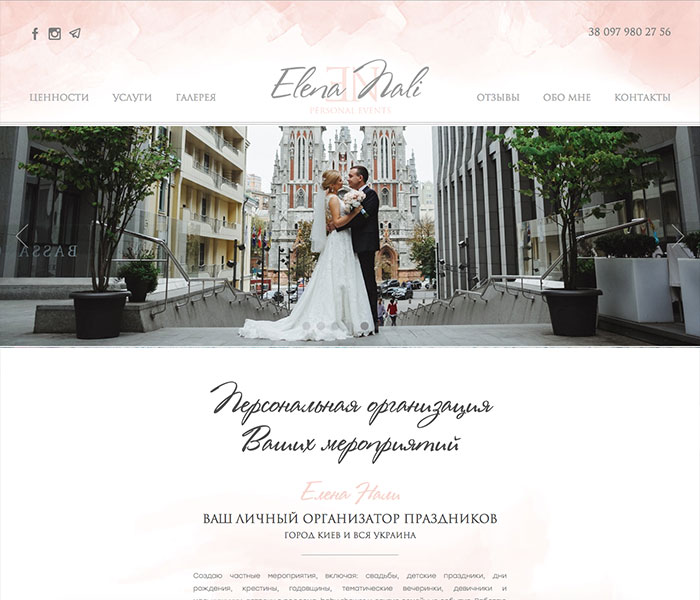 38 097 980 27 56
Elena Nali
EN
PERSONAL EVENTS
ЦЕННОСТИ УСЛУГИ ГАЛЕРЕЯ ОТЗЫВЫ ОБО МНЕ КОНТАКТЫ
BASSA
Персональная организация
Ваших мероприятий
Елена Нали
ВАШ ЛИЧНЫЙ ОРГАНИЗАТОР ПРАЗДНИКОВ
ГОРОД КИЕВ И ВСЯ УКРАИНА
Создаю частные мероприятия, включая: свадьбы, детские праздники, дни
рождения, крестины, годовщины, тематические вечеринки, девичники и